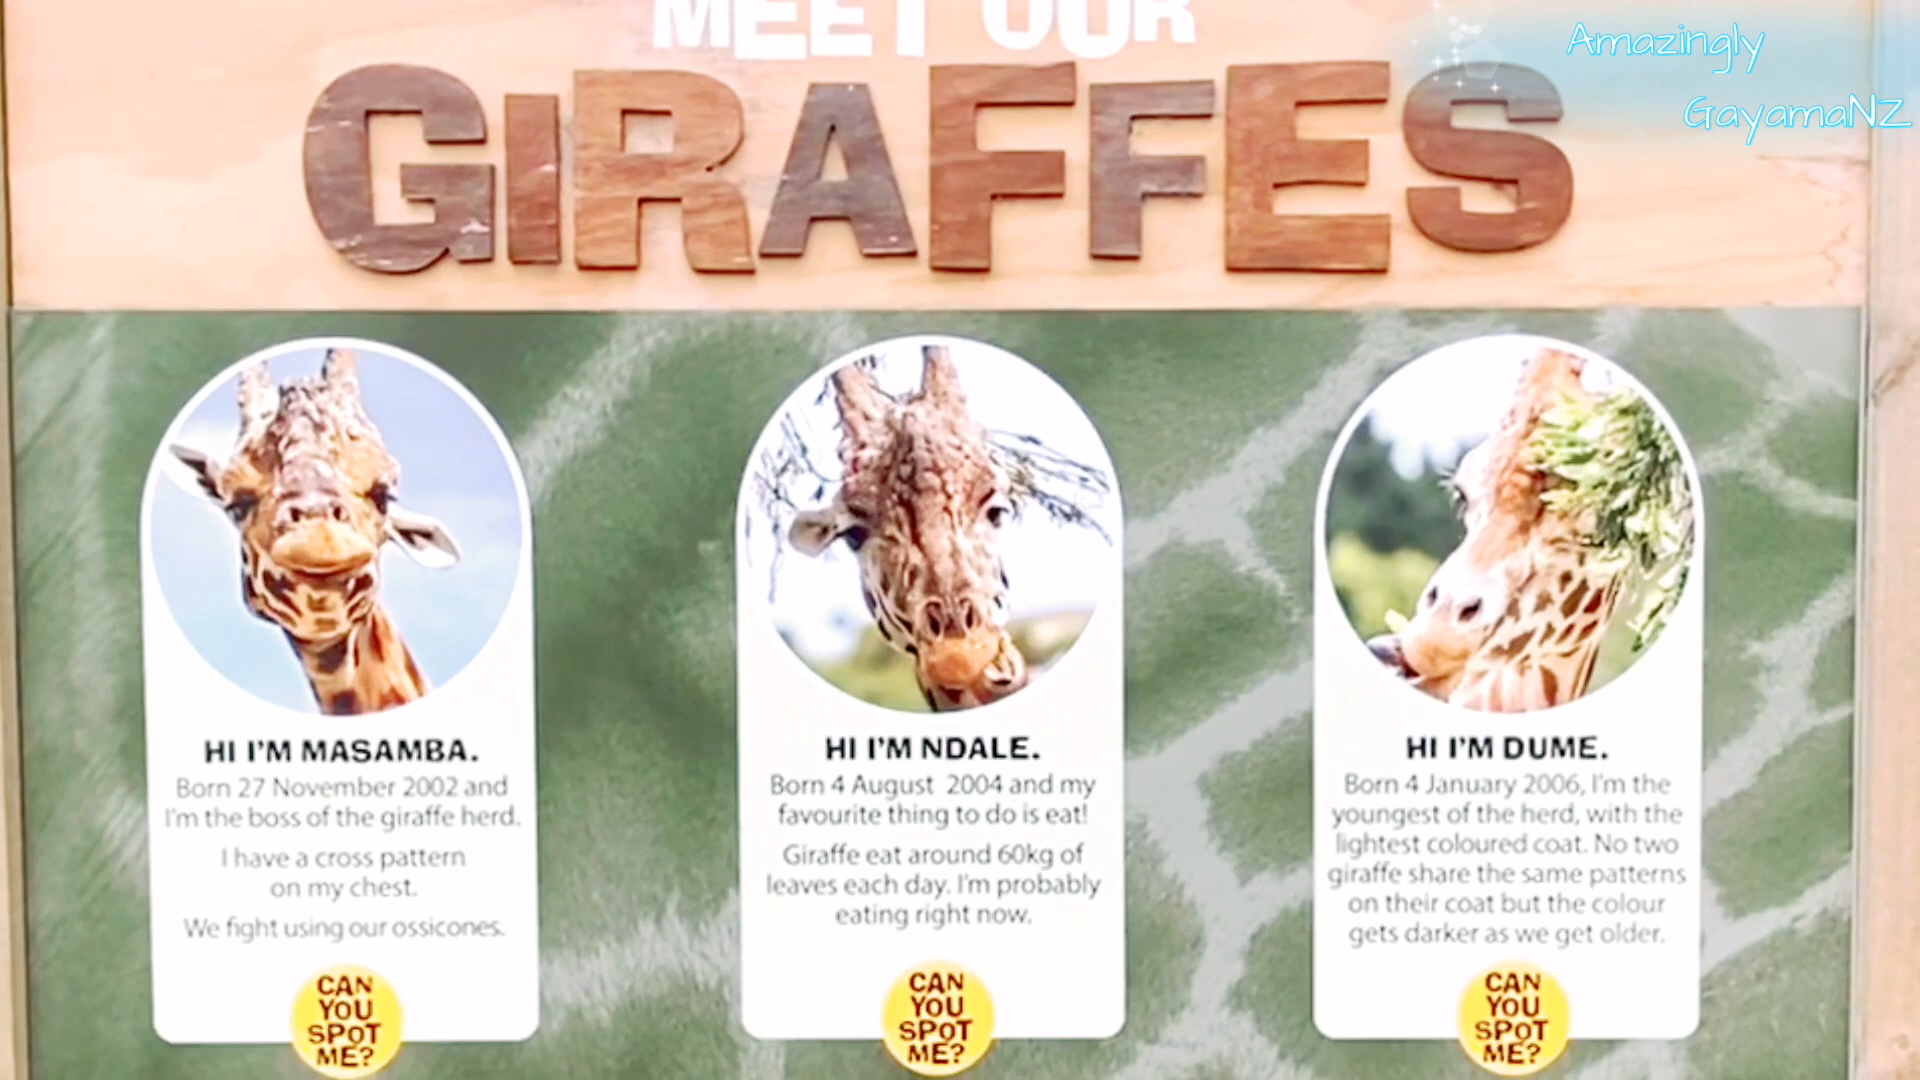 MEET OUR
GIRAFFES
Amazingly
GayamaNZ
HI I'M MASAMBA.
Born 27 November 2002 and
I'm the boss of the giraffe herd.
I have a cross pattern
on my chest.
We fight using our ossicones.
CAN
YOU
SPOT
ME?
HI I'M NDALE.
Born 4 August 2004 and my
favourite thing to do is eat!
Giraffe eat around 60kg of
leaves each day. I'm probably
eating right now.
CAN
YOU
SPOT
ME?
HI I'M DUME.
Born 4 January 2006, I'm the
youngest of the herd, with the
lightest coloured coat. No two
giraffe share the same patterns
on their coat but the colour
gets darker as we get older.
CAN
YOU
SPOT
ME?